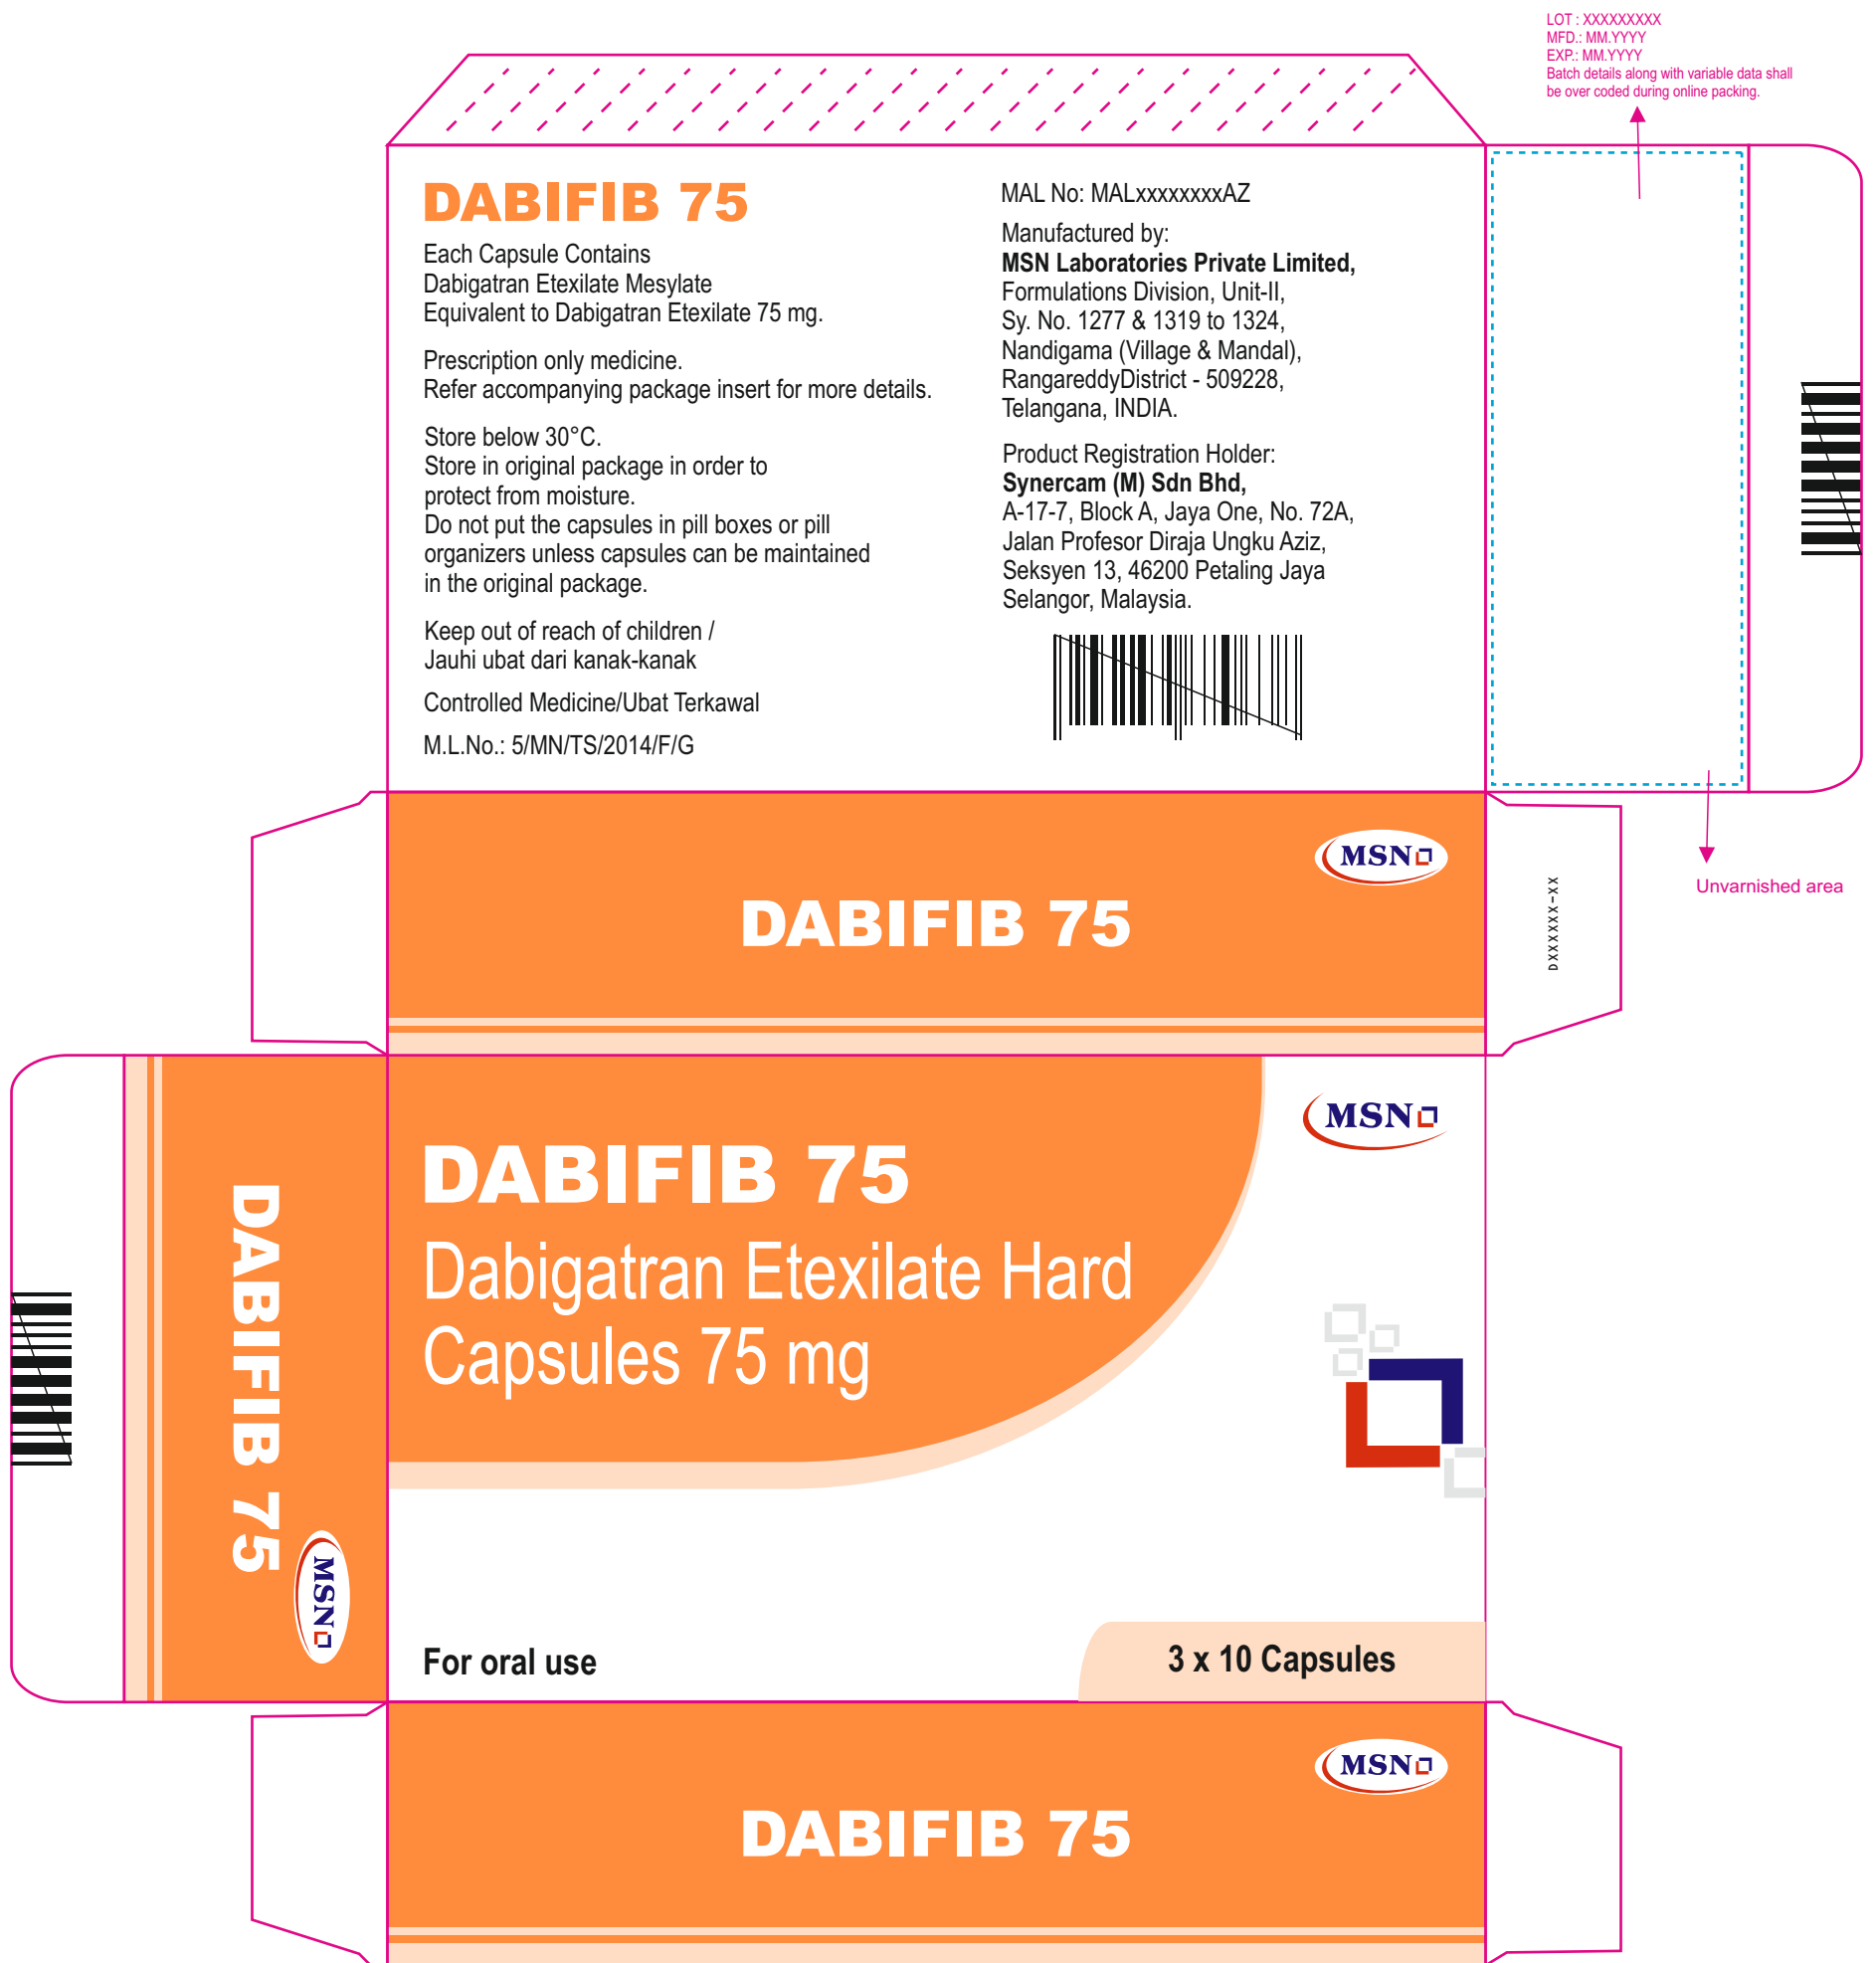 LOT : XXXXXXXXX
MFD.: MM.YYYY
EXP.: MM.YYYY
Batch details along with variable data shall
be over coded during online packing.
DABIFIB 75
Each Capsule Contains
Dabigatran Etexilate Mesylate
Equivalent to Dabigatran Etexilate 75 mg.
Prescription only medicine.
Refer accompanying package insert for more details.
Store below 30°C.
Store in original package in order to
protect from moisture.
Do not put the capsules in pill boxes or pill
organizers unless capsules can be maintained
in the original package.
Keep out of reach of children /
Jauhi ubat dari kanak-kanak
Controlled Medicine/Ubat Terkawal
M.L.No.: 5/MN/TS/2014/F/G
MAL No: MALxxxxxxxxAZ
Manufactured by:
MSN Laboratories Private Limited,
Formulations Division, Unit-II,
Sy. No. 1277 & 1319 to 1324,
Nandigama (Village & Mandal),
RangareddyDistrict - 509228,
Telangana, INDIA.
Product Registration Holder:
Synercam (M) Sdn Bhd,
A-17-7, Block A, Jaya One, No. 72A,
Jalan Profesor Diraja Ungku Aziz,
Seksyen 13, 46200 Petaling Jaya
Selangor, Malaysia.
MSN
DABIFIB 75
DXXXXXX-XX
Unvarnished area
DABIFIB 75
MSN
MSN
DABIFIB 75
Dabigatran Etexilate Hard
Capsules 75 mg
For oral use
3 x 10 Capsules
MSN
DABIFIB 75